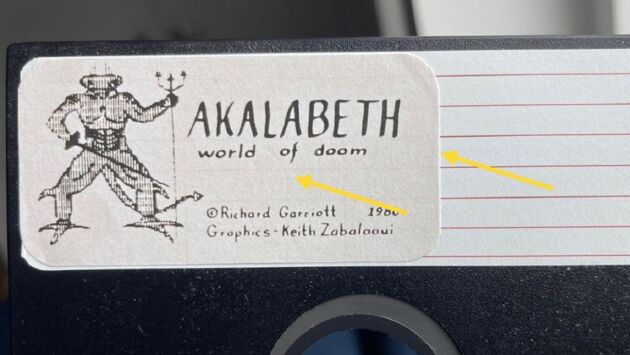 AKALABETH
world of doom
©Richard Garriott 1980
Graphics - Keith Zabalaoui